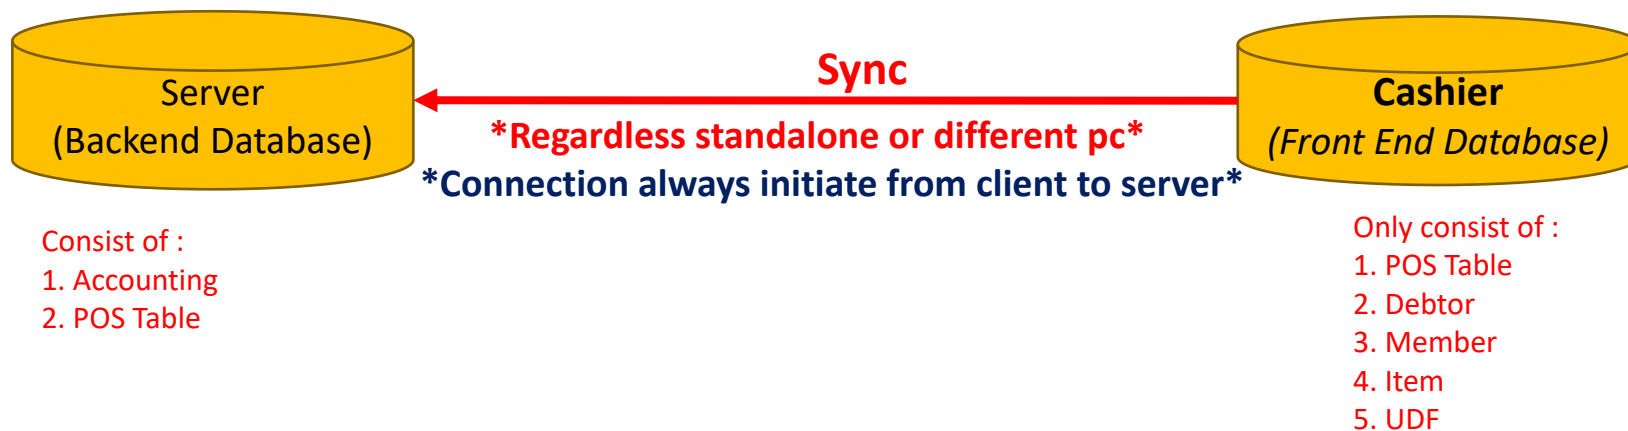 Server
(Backend Database)
Sync
*Regardless standalone or different pc*
*Connection always initiate from client to server*
Cashier
(Front End Database)
Consist of :
1. Accounting
2. POS Table
Only consist of :
1. POS Table
2. Debtor
3. Member
4. Item
5. UDF